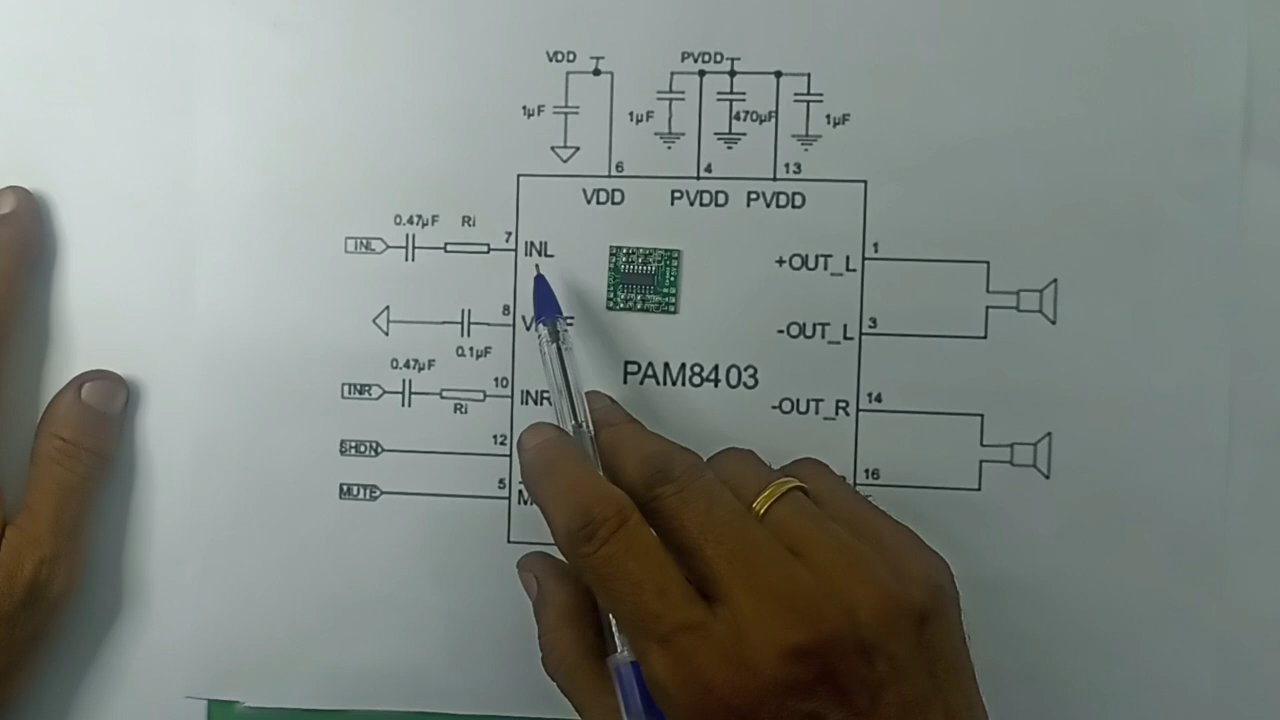 VDD
PVDD
1µF
1µF
470µF
1µF
6
4
13
VDD
PVDD
PVDD
0.47µF
Ri
INL
7
INL
1
+OUT_L
8
0.1µF
3
-OUT_L
0.47µF
INR
Ri
10
INR
PAM8403
14
-OUT_R
SHDN
12
16
MUTE
5